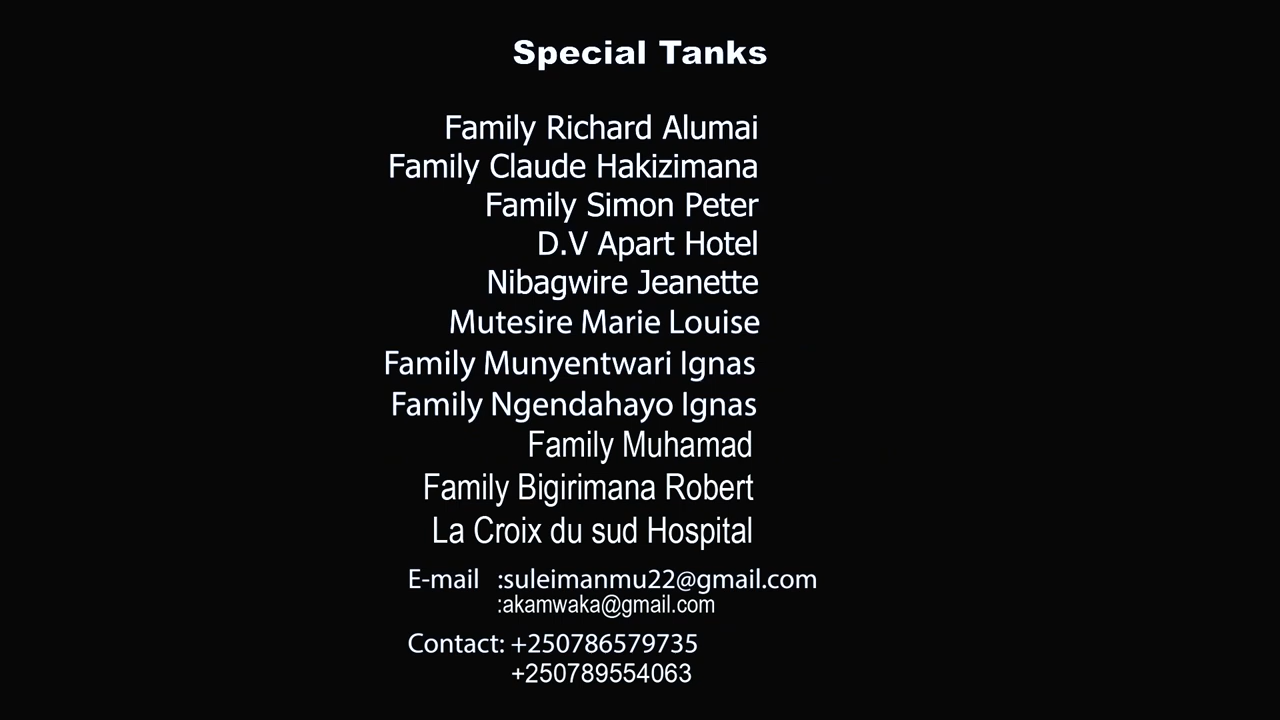 Special Tanks
Family Richard Alumai
Family Claude Hakizimana
Family Simon Peter
D.V Apart Hotel
Nibagwire Jeanette
Mutesire Marie Louise
Family Munyentwari Ignas
Family Ngendahayo Ignas
Family Muhamad
Family Bigirimana Robert
La Croix du sud Hospital
E-mail :suleimanmu22@gmail.com
:akamwaka@gmail.com
Contact: +250786579735
+250789554063